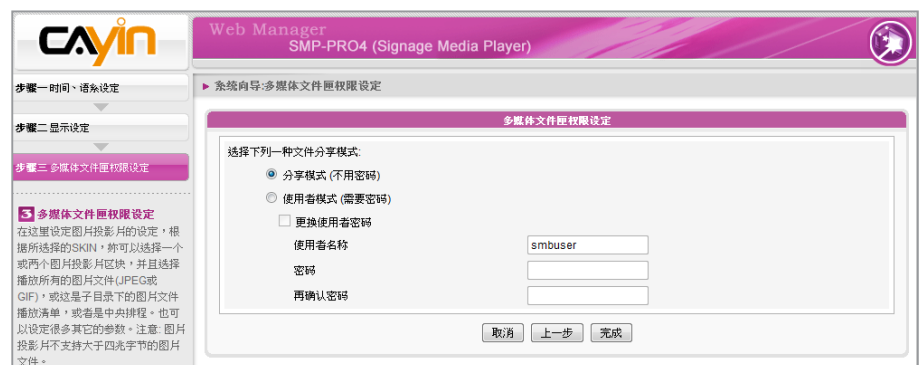 CAYIN
Web Manager
SMP-PRO4 (Signage Media Player)
步骤一 时间、语系设定
步骤二 显示设定
步骤三 多媒体文件匣权限设定
3 多媒体文件匣权限设定
在这里设定图片投影片的设定，根
据所选择的SKIN，妳可以选择一个
或两个图片投影片区块，并且选择
播放所有的图片文件(JPEG或
GIF)，或这是子目录下的图片文件
播放清单，或者是中央排程。也可
以设定很多其它的参数。注意: 图片
投影片不支持大于四兆字节的图片
文件。
系统向导:多媒体文件匣权限设定
多媒体文件匣权限设定
选择下列一种文件分享模式:
分享模式 (不用密码)
使用者模式 (需要密码)
更换使用者密码
使用者名称 smbuser
密码
再确认密码
取消 上一步 完成